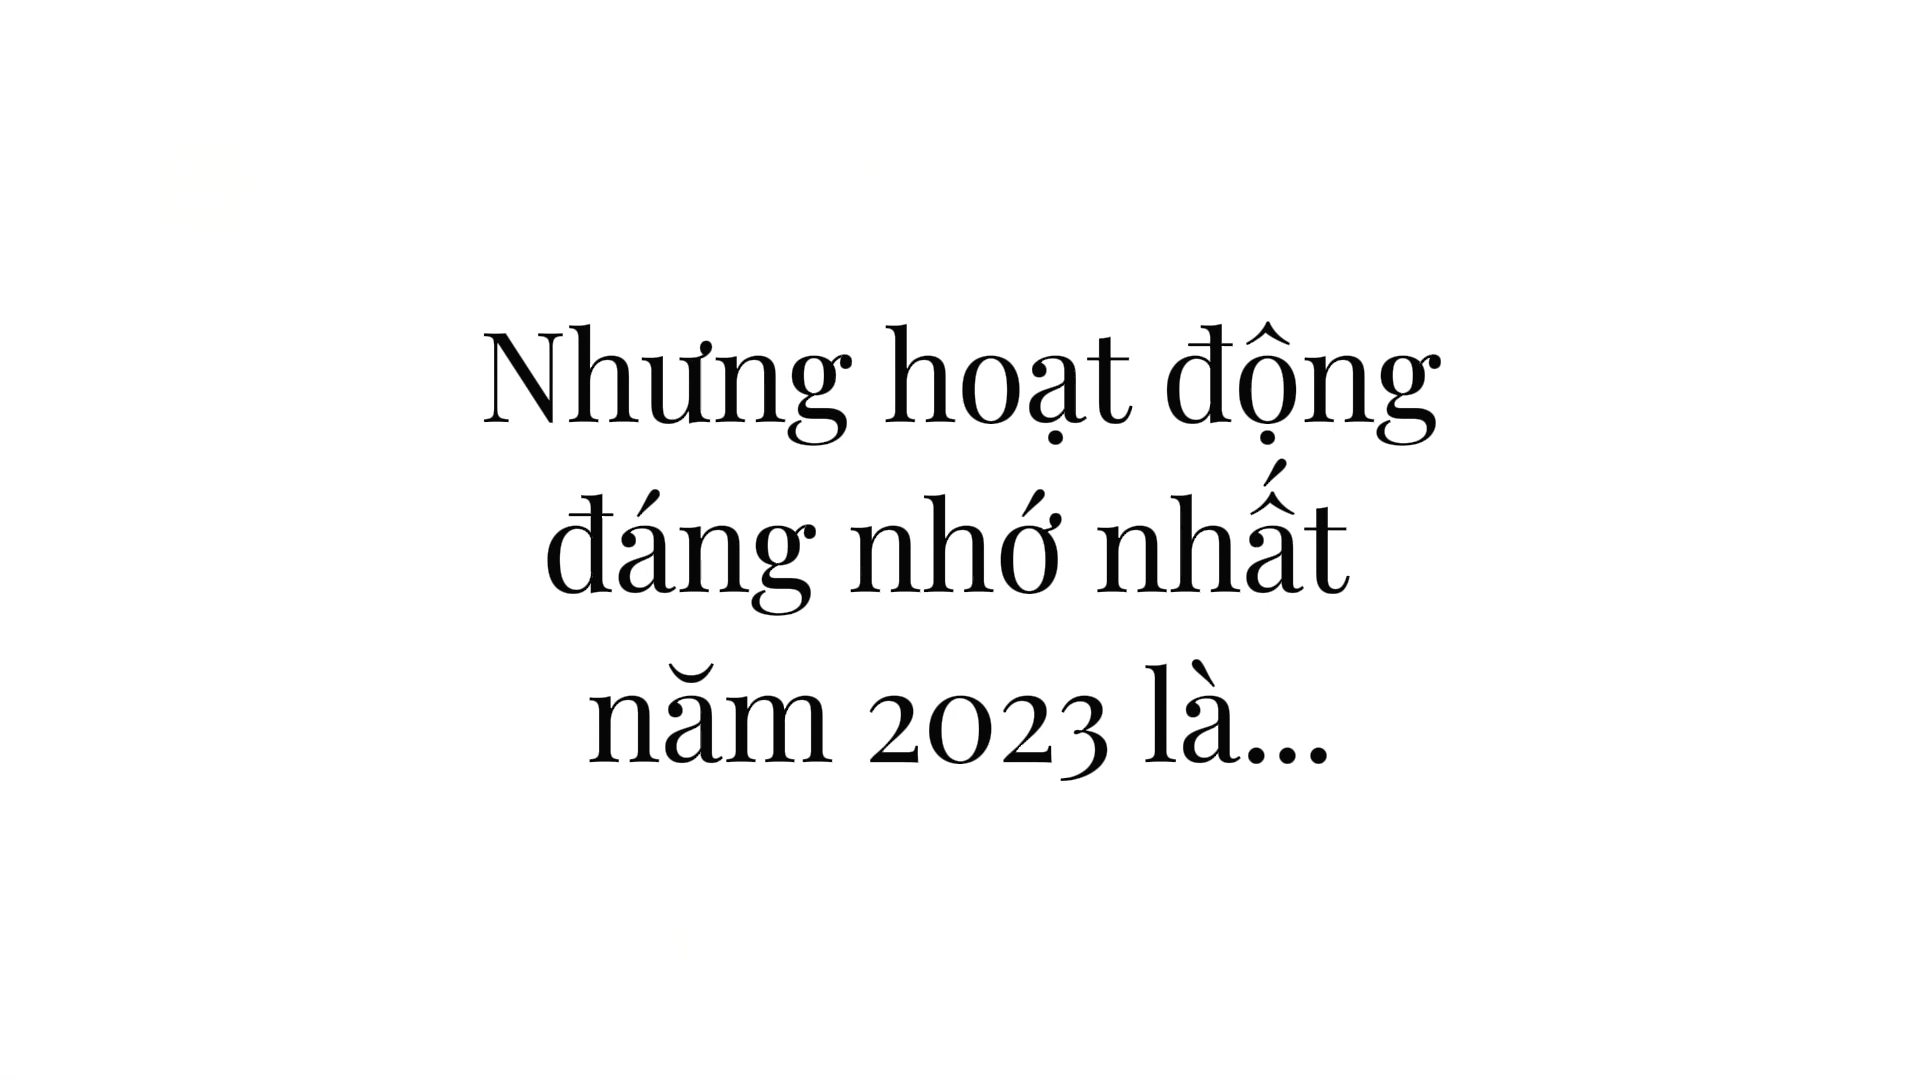 Nhưng hoạt động
đáng nhớ nhất
năm 2023 là...